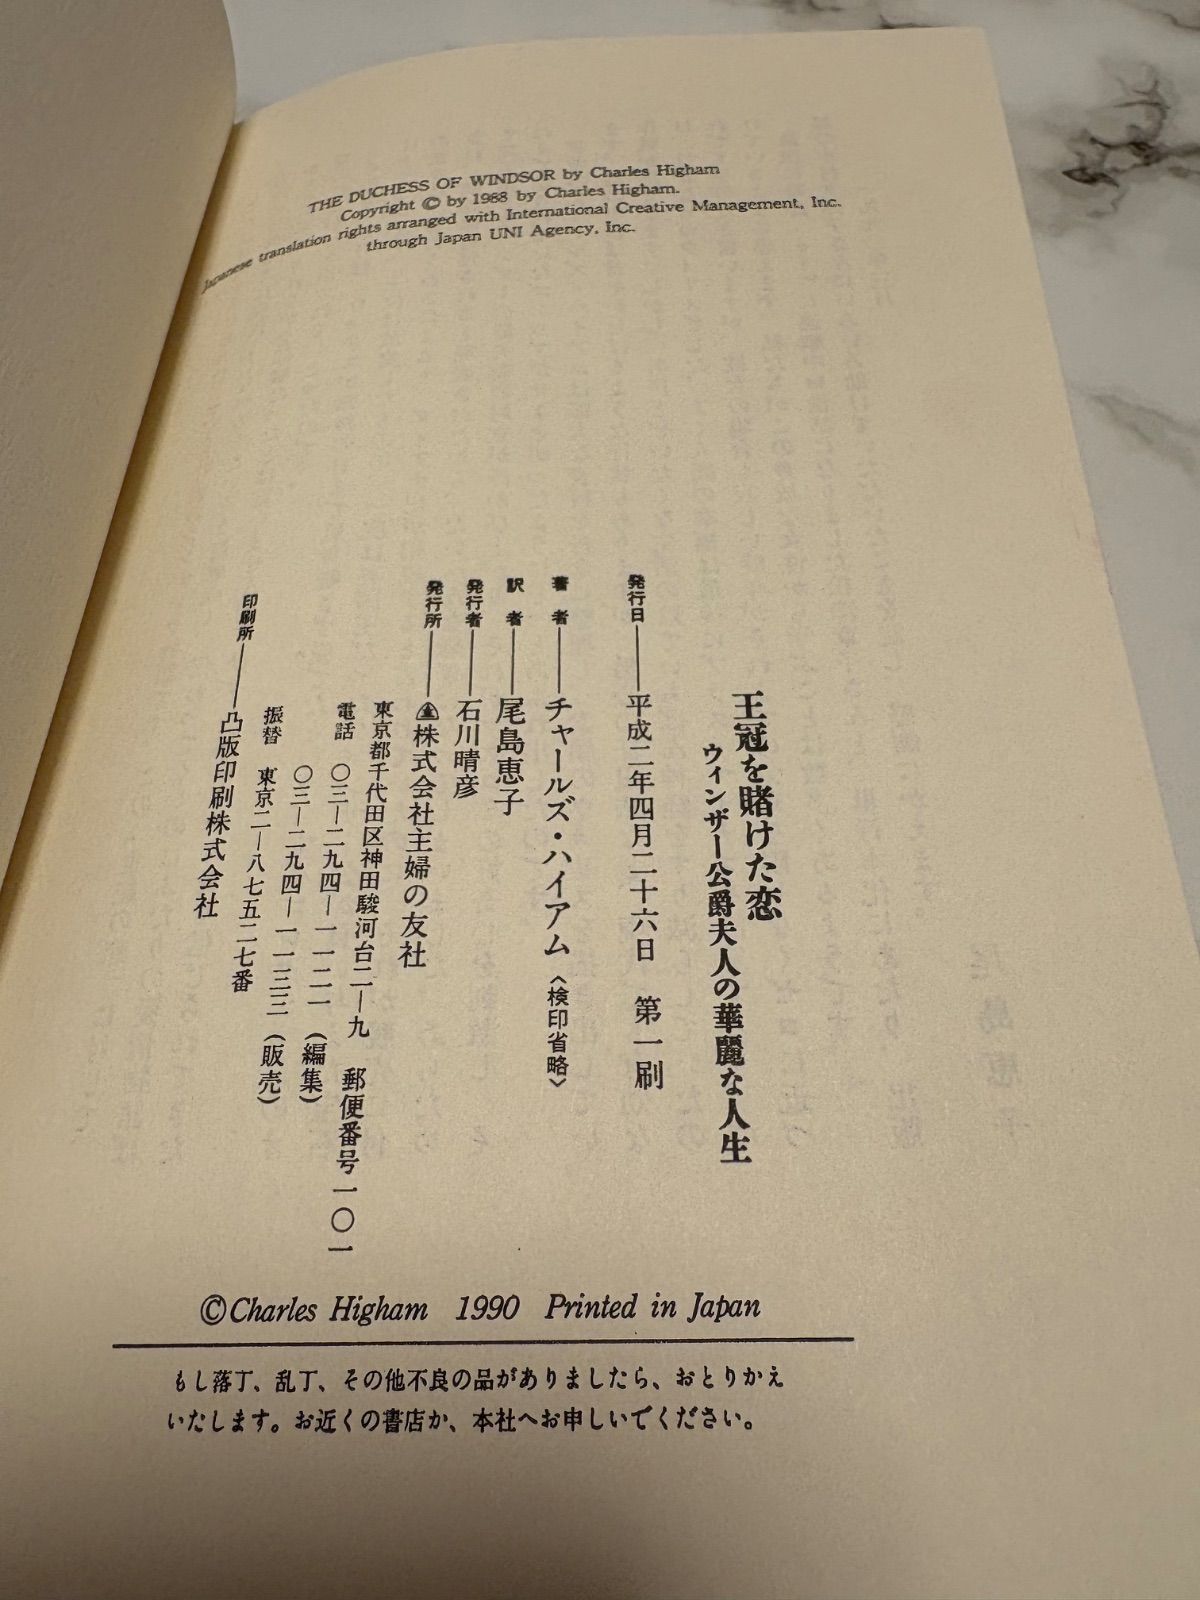 THE DUCHESS OF WINDSOR by Charles Higham
Copyright © by 1988 by Charles Higham.
Japanese translation rights arranged with International Creative Management, Inc.
through Japan UNI Agency, Inc.
王冠を賭けた恋
ウィンザー公爵夫人の華麗な人生
発行日――平成二年四月二十六日 第一刷
著 者――チャールズ・ハイアム〈検印省略〉
訳 者――尾島恵子
発行者――石川晴彦
発行所――株式会社主婦の友社
東京都千代田区神田駿河台二―九 郵便番号一〇一
電話 〇三―二九四―一一二一(編集)
〇三―二九四―一一三三(販売)
振替 東京二―八七五二七番
印刷所――凸版印刷株式会社
©Charles Higham 1990 Printed in Japan
もし落丁、乱丁、その他不良の品がありましたら、おとりかえ
いたします。お近くの書店か、本社へお申しいでください。